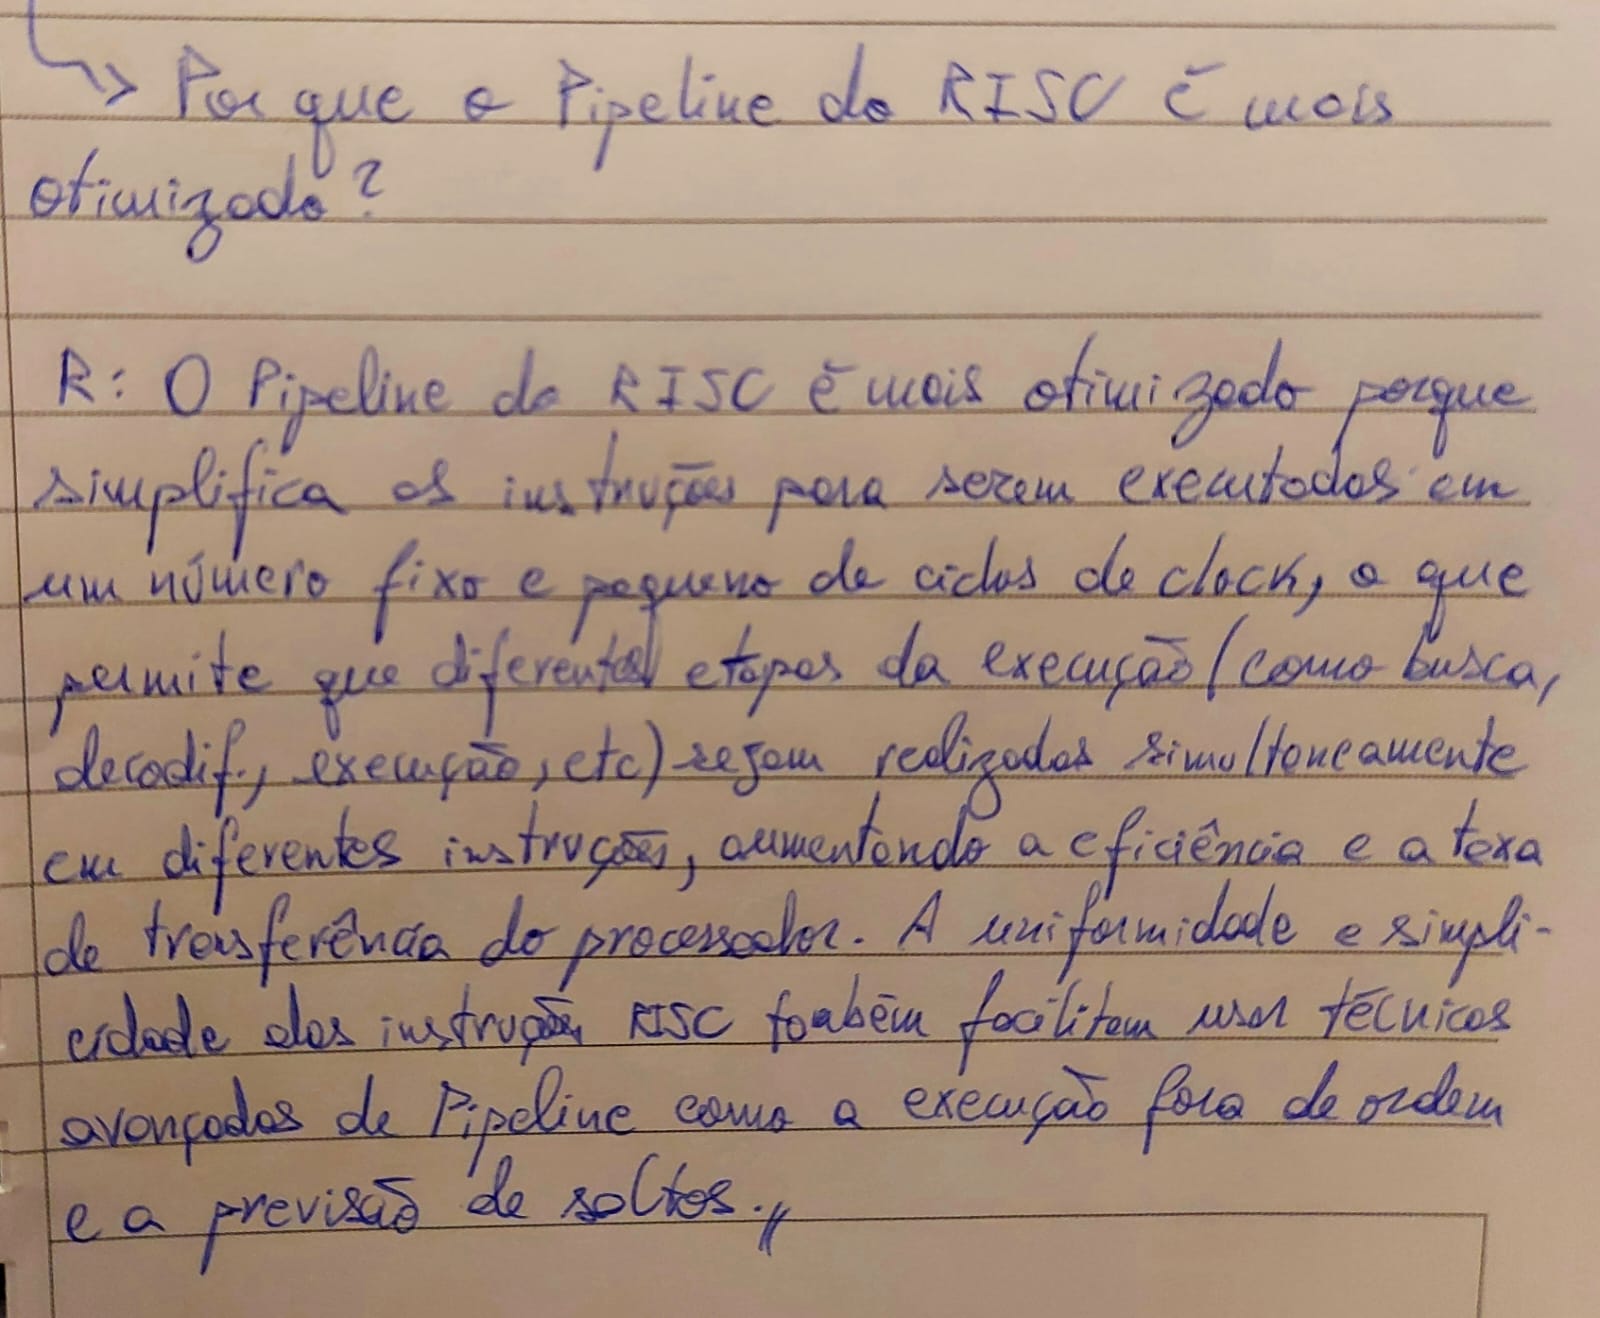 ↳ Por que o Pipeline do RISC é mais
otimizado?
R: O Pipeline do RISC é mais otimizado porque
simplifica as instruções para serem executadas em
um número fixo e pequeno de ciclos de clock, o que
permite que diferentes etapas da execução (como busca,
decodif., execução, etc) sejam realizadas simultaneamente
em diferentes instruções, aumentando a eficiência e a taxa
de transferência do processador. A uniformidade e simpli-
cidade das instruções RISC também facilitam usar técnicas
avançadas de Pipeline como a execução fora de ordem
e a previsão de saltos.